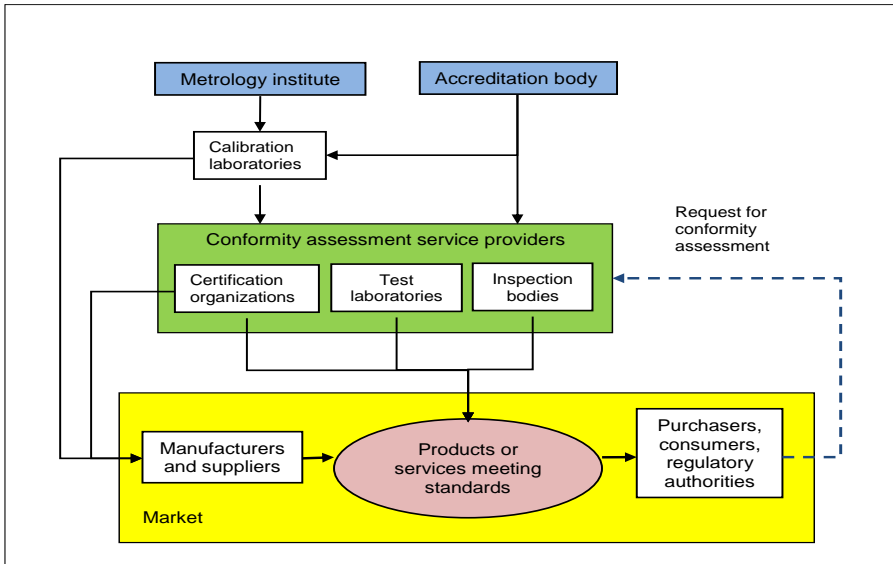 Metrology institute
Accreditation body
Calibration
laboratories
Request for
conformity
assessment
Conformity assessment service providers
Certification
organizations
Test
laboratories
Inspection
bodies
Manufacturers
and suppliers
Products or
services meeting
standards
Purchasers,
consumers,
regulatory
authorities
Market